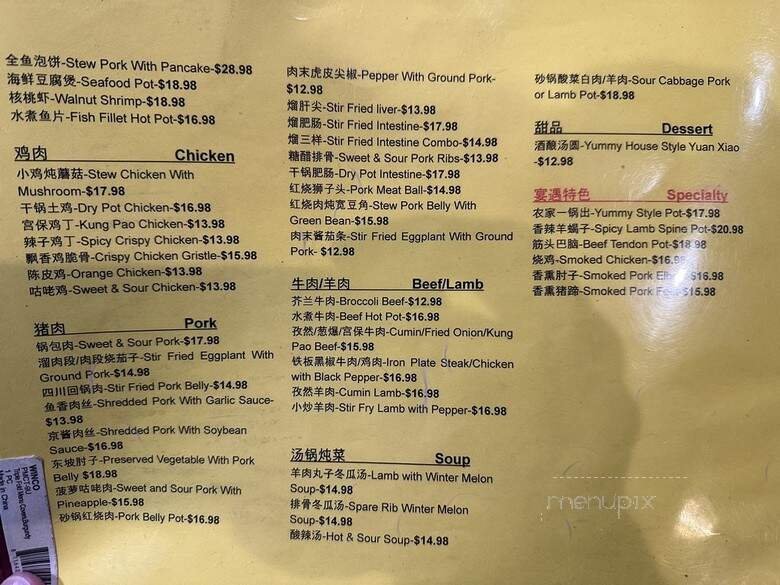 全鱼泡饼-Stew Pork With Pancake-$28.98
海鲜豆腐煲-Seafood Pot-$18.98
核桃虾-Walnut Shrimp-$18.98
水煮鱼片-Fish Fillet Hot Pot-$16.98
鸡肉 Chicken
小鸡炖蘑菇-Stew Chicken With
Mushroom-$17.98
干锅土鸡-Dry Pot Chicken-$16.98
宫保鸡丁-Kung Pao Chicken-$13.98
辣子鸡丁-Spicy Crispy Chicken-$13.98
飘香鸡脆骨-Crispy Chicken Gristle-$15.98
陈皮鸡-Orange Chicken-$13.98
咕咾鸡-Sweet & Sour Chicken-$13.98
猪肉 Pork
锅包肉-Sweet & Sour Pork-$17.98
溜肉段/肉段烧茄子-Stir Fried Eggplant With
Ground Pork-$14.98
四川回锅肉-Stir Fried Pork Belly-$14.98
鱼香肉丝-Shredded Pork With Garlic Sauce-
$13.98
京酱肉丝-Shredded Pork With Soybean
Sauce-$16.98
东坡肘子-Preserved Vegetable With Pork
Belly $18.98
菠萝咕咾肉-Sweet and Sour Pork With
Pineapple-$15.98
砂锅红烧肉-Pork Belly Pot-$16.98
肉末虎皮尖椒-Pepper With Ground Pork-
$12.98
熘肝尖-Stir Fried liver-$13.98
熘肥肠-Stir Fried Intestine-$17.98
熘三样-Stir Fried Intestine Combo-$14.98
糖醋排骨-Sweet & Sour Pork Ribs-$13.98
干锅肥肠-Dry Pot Intestine-$17.98
红烧狮子头-Pork Meat Ball-$14.98
红烧肉炖宽豆角-Stew Pork Belly With
Green Bean-$15.98
肉末酱茄条-Stir Fried Eggplant With Ground
Pork- $12.98
牛肉/羊肉 Beef/Lamb
芥兰牛肉-Broccoli Beef-$12.98
水煮牛肉-Beef Hot Pot-$16.98
孜然/葱爆/宫保牛肉-Cumin/Fried Onion/Kung
Pao Beef-$15.98
铁板黑椒牛肉/鸡肉-Iron Plate Steak/Chicken
with Black Pepper-$16.98
孜然羊肉-Cumin Lamb-$16.98
小炒羊肉-Stir Fry Lamb with Pepper-$16.98
汤锅炖菜 Soup
羊肉丸子冬瓜汤-Lamb with Winter Melon
Soup-$14.98
排骨冬瓜汤-Spare Rib Winter Melon
Soup-$14.98
酸辣汤-Hot & Sour Soup-$14.98
砂锅酸菜白肉/羊肉-Sour Cabbage Pork
or Lamb Pot-$18.98
甜品 Dessert
酒酿汤圆-Yummy House Style Yuan Xiao
-$12.98
宴遇特色 Specialty
农家一锅出-Yummy Style Pot-$17.98
香辣羊蝎子-Spicy Lamb Spine Pot-$20.98
筋头巴脑-Beef Tendon Pot-$18.98
烧鸡-Smoked Chicken-$16.98
香熏肘子-Smoked Pork -$16.98
香熏猪蹄-Smoked Pork $15.98
menupix
WINCO
PMCT-9U
Triple Fold Menu Covers, Burgundy
1 PC
Made in China